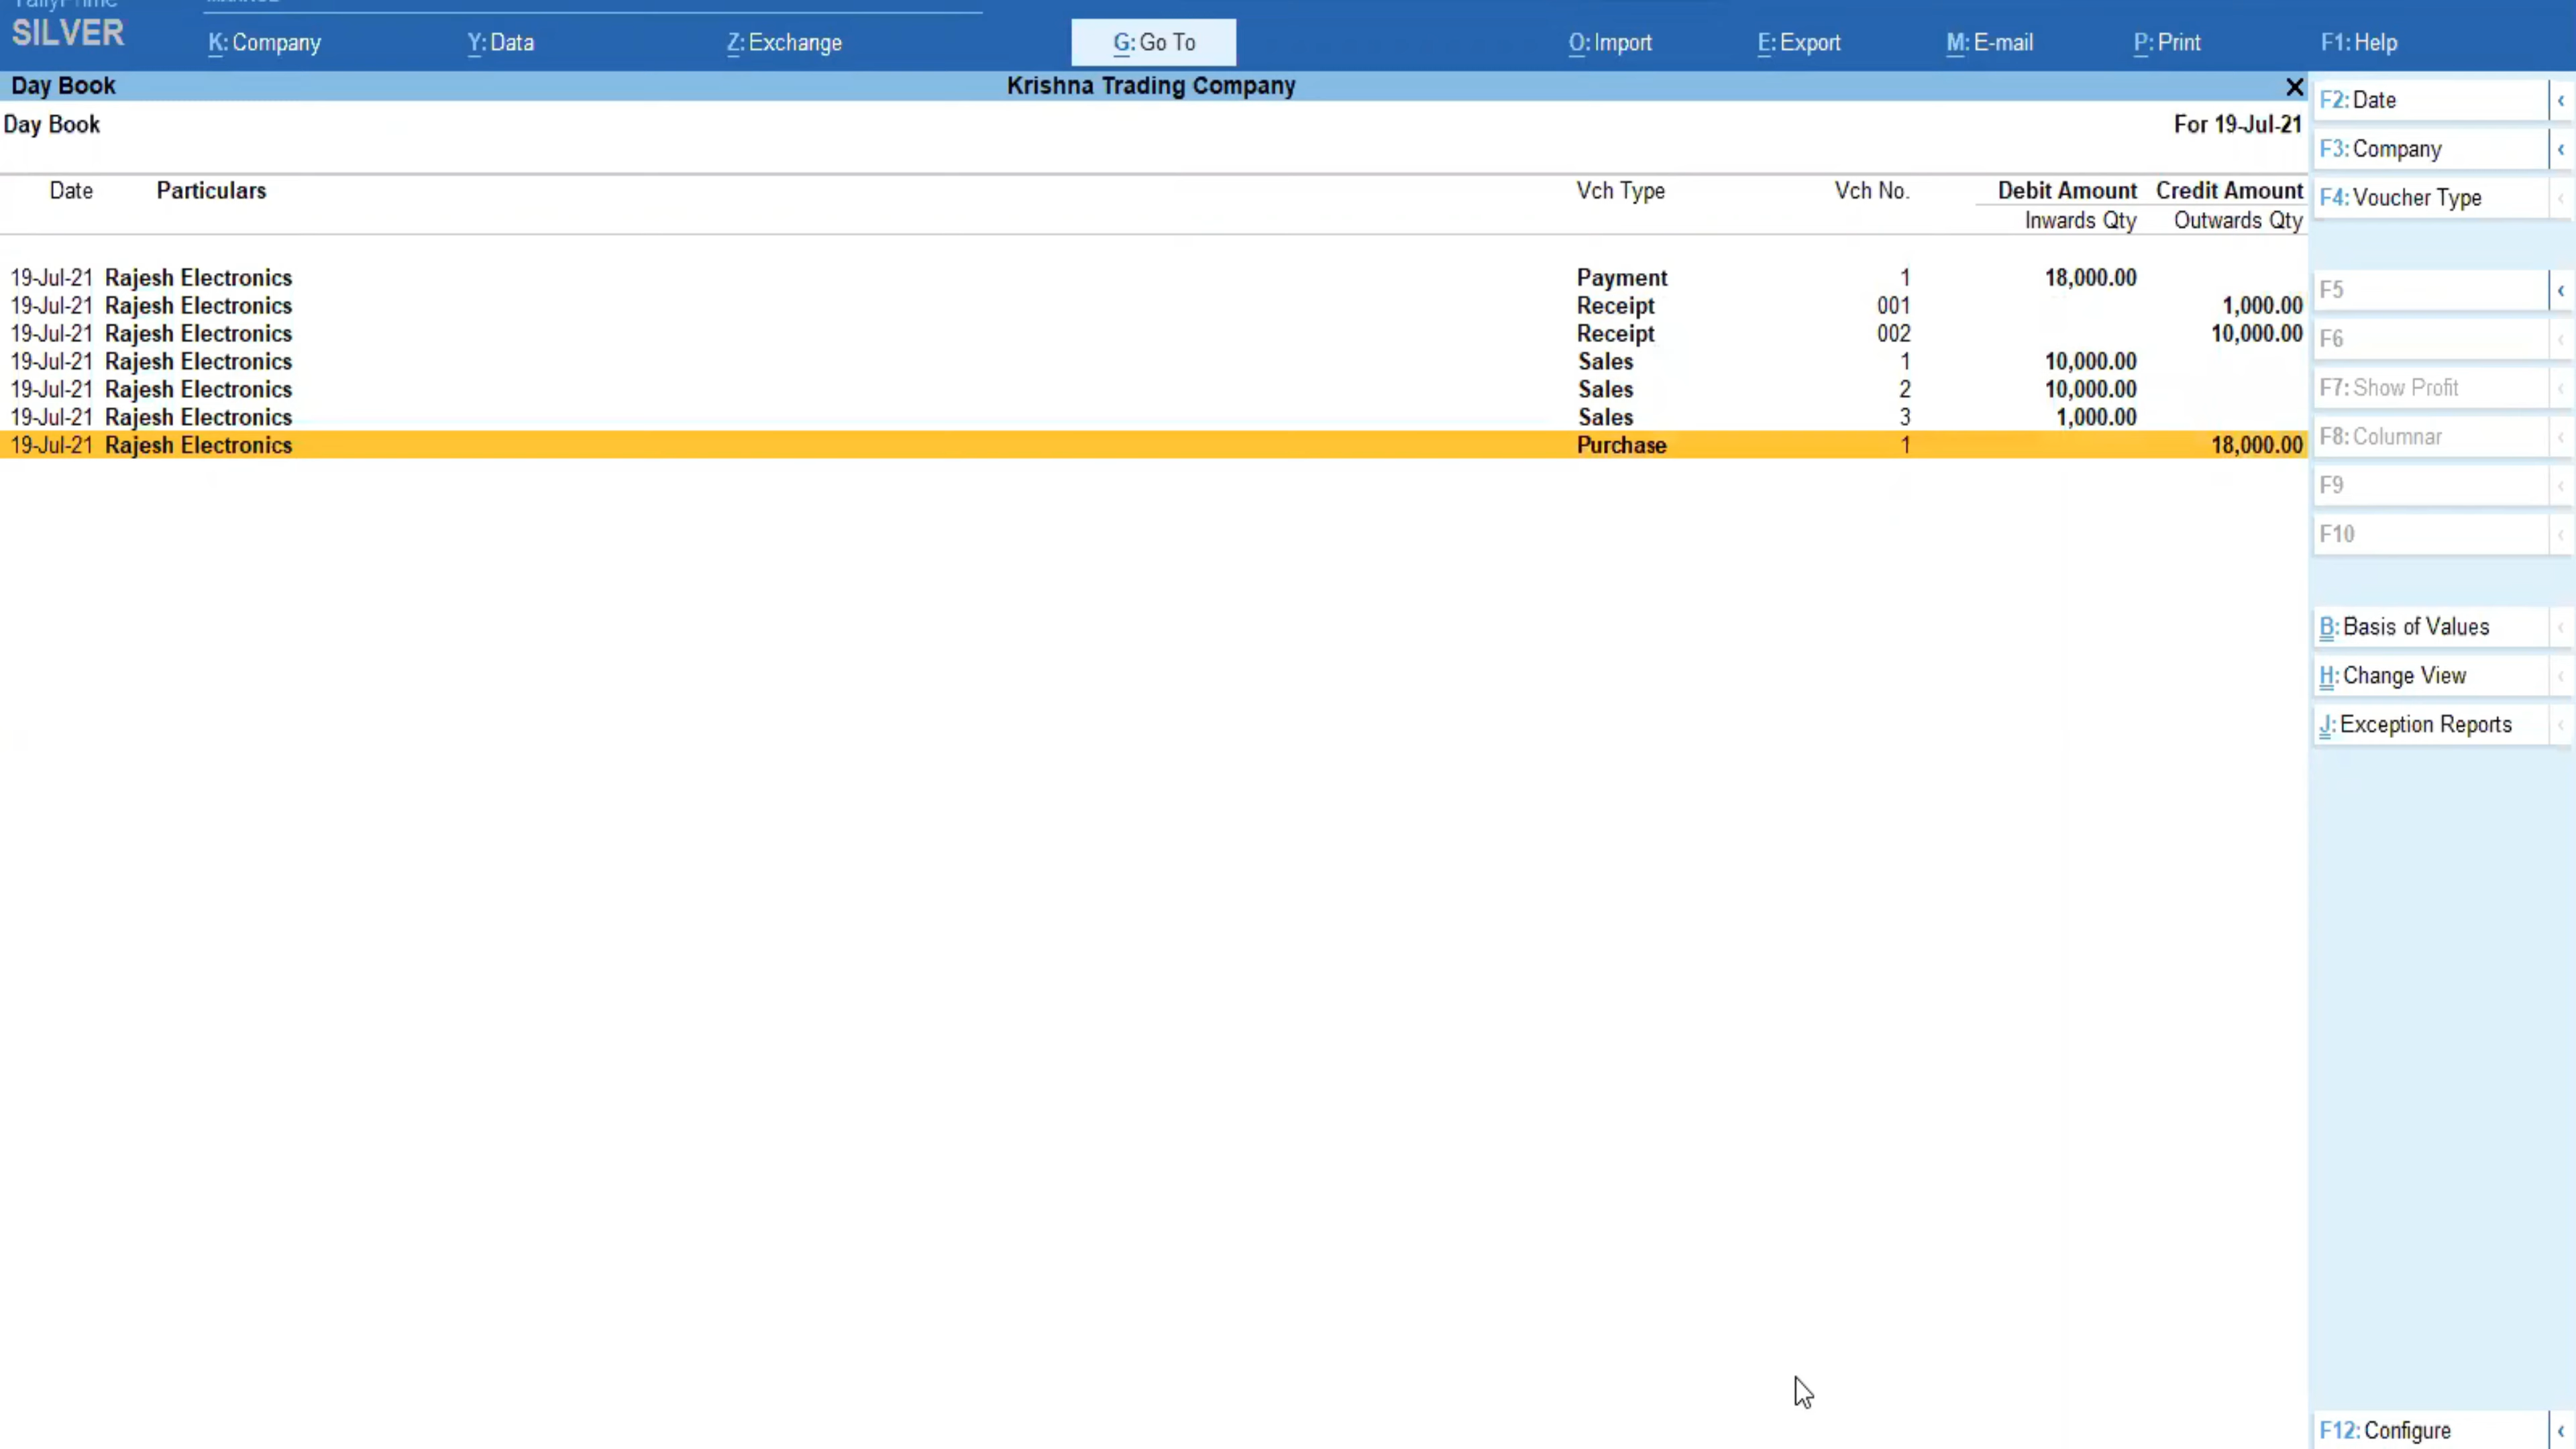 TallyPrime
MANAGE
SILVER K: Company Y: Data Z: Exchange G: Go To O: Import E: Export M: E-mail P: Print F1: Help
Day Book Krishna Trading Company X
Day Book For 19-Jul-21
Date Particulars Vch Type Vch No. Debit Amount Credit Amount
Inwards Qty Outwards Qty
19-Jul-21 Rajesh Electronics Payment 1 18,000.00
19-Jul-21 Rajesh Electronics Receipt 001 1,000.00
19-Jul-21 Rajesh Electronics Receipt 002 10,000.00
19-Jul-21 Rajesh Electronics Sales 1 10,000.00
19-Jul-21 Rajesh Electronics Sales 2 10,000.00
19-Jul-21 Rajesh Electronics Sales 3 1,000.00
19-Jul-21 Rajesh Electronics Purchase 1 18,000.00
F2: Date
F3: Company
F4: Voucher Type
F5
F6
F7: Show Profit
F8: Columnar
F9
F10
B: Basis of Values
H: Change View
J: Exception Reports
F12: Configure